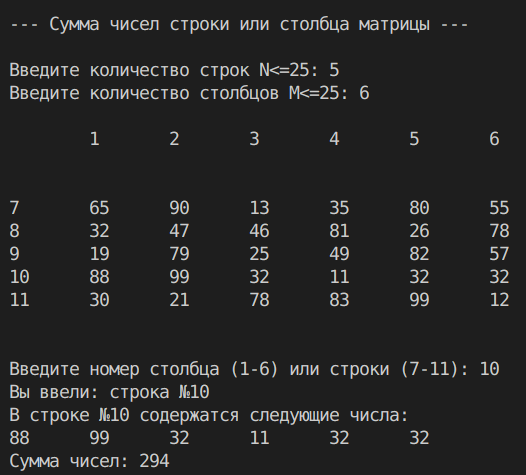 --- Сумма чисел строки или столбца матрицы ---
Введите количество строк N<=25: 5
Введите количество столбцов M<=25: 6
1 2 3 4 5 6
7 65 90 13 35 80 55
8 32 47 46 81 26 78
9 19 79 25 49 82 57
10 88 99 32 11 32 32
11 30 21 78 83 99 12
Введите номер столбца (1-6) или строки (7-11): 10
Вы ввели: строка №10
В строке №10 содержатся следующие числа:
88 99 32 11 32 32
Сумма чисел: 294